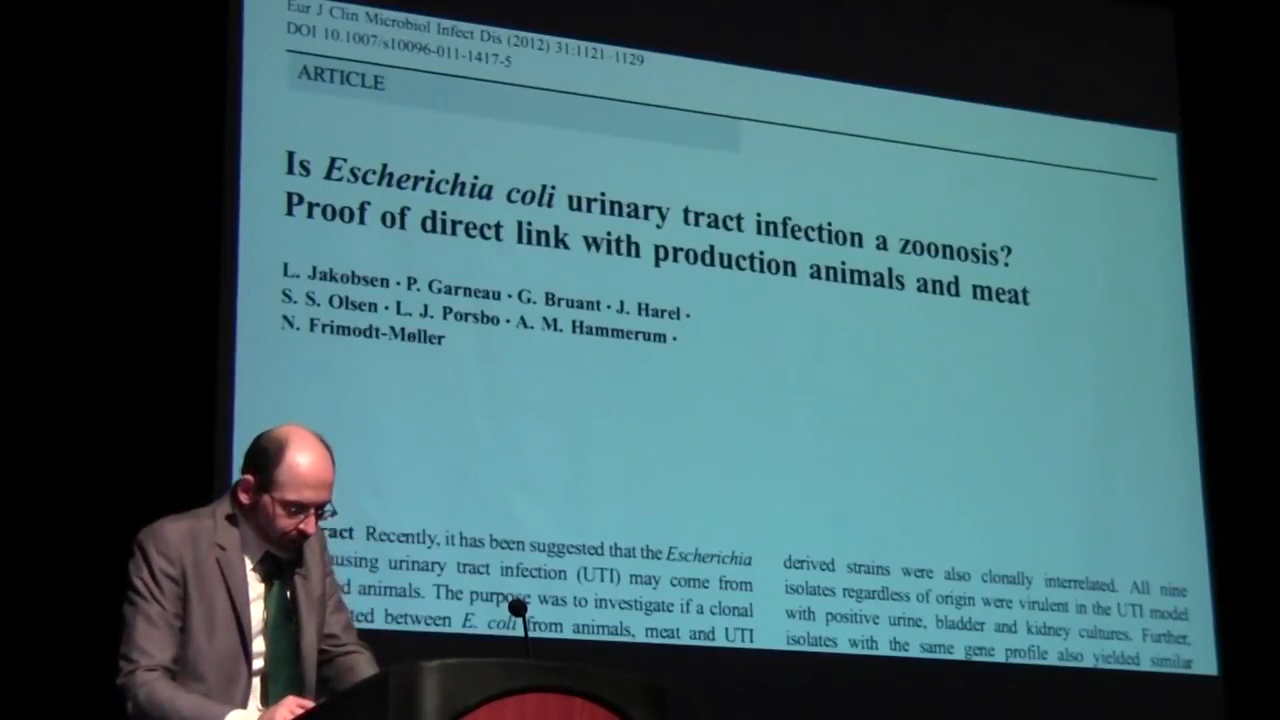 Eur J Clin Microbiol Infect Dis (2012) 31:1121–1129
DOI 10.1007/s10096-011-1417-5
ARTICLE
Is Escherichia coli urinary tract infection a zoonosis?
Proof of direct link with production animals and meat
L. Jakobsen · P. Garneau · G. Bruant · J. Harel ·
S. S. Olsen · L. J. Porsbo · A. M. Hammerum ·
N. Frimodt-Møller
ract Recently, it has been suggested that the Escherichia
using urinary tract infection (UTI) may come from
d animals. The purpose was to investigate if a clonal
ted between E. coli from animals, meat and UTI
derived strains were also clonally interrelated. All nine
isolates regardless of origin were virulent in the UTI model
with positive urine, bladder and kidney cultures. Further,
isolates with the same gene profile also yielded similar